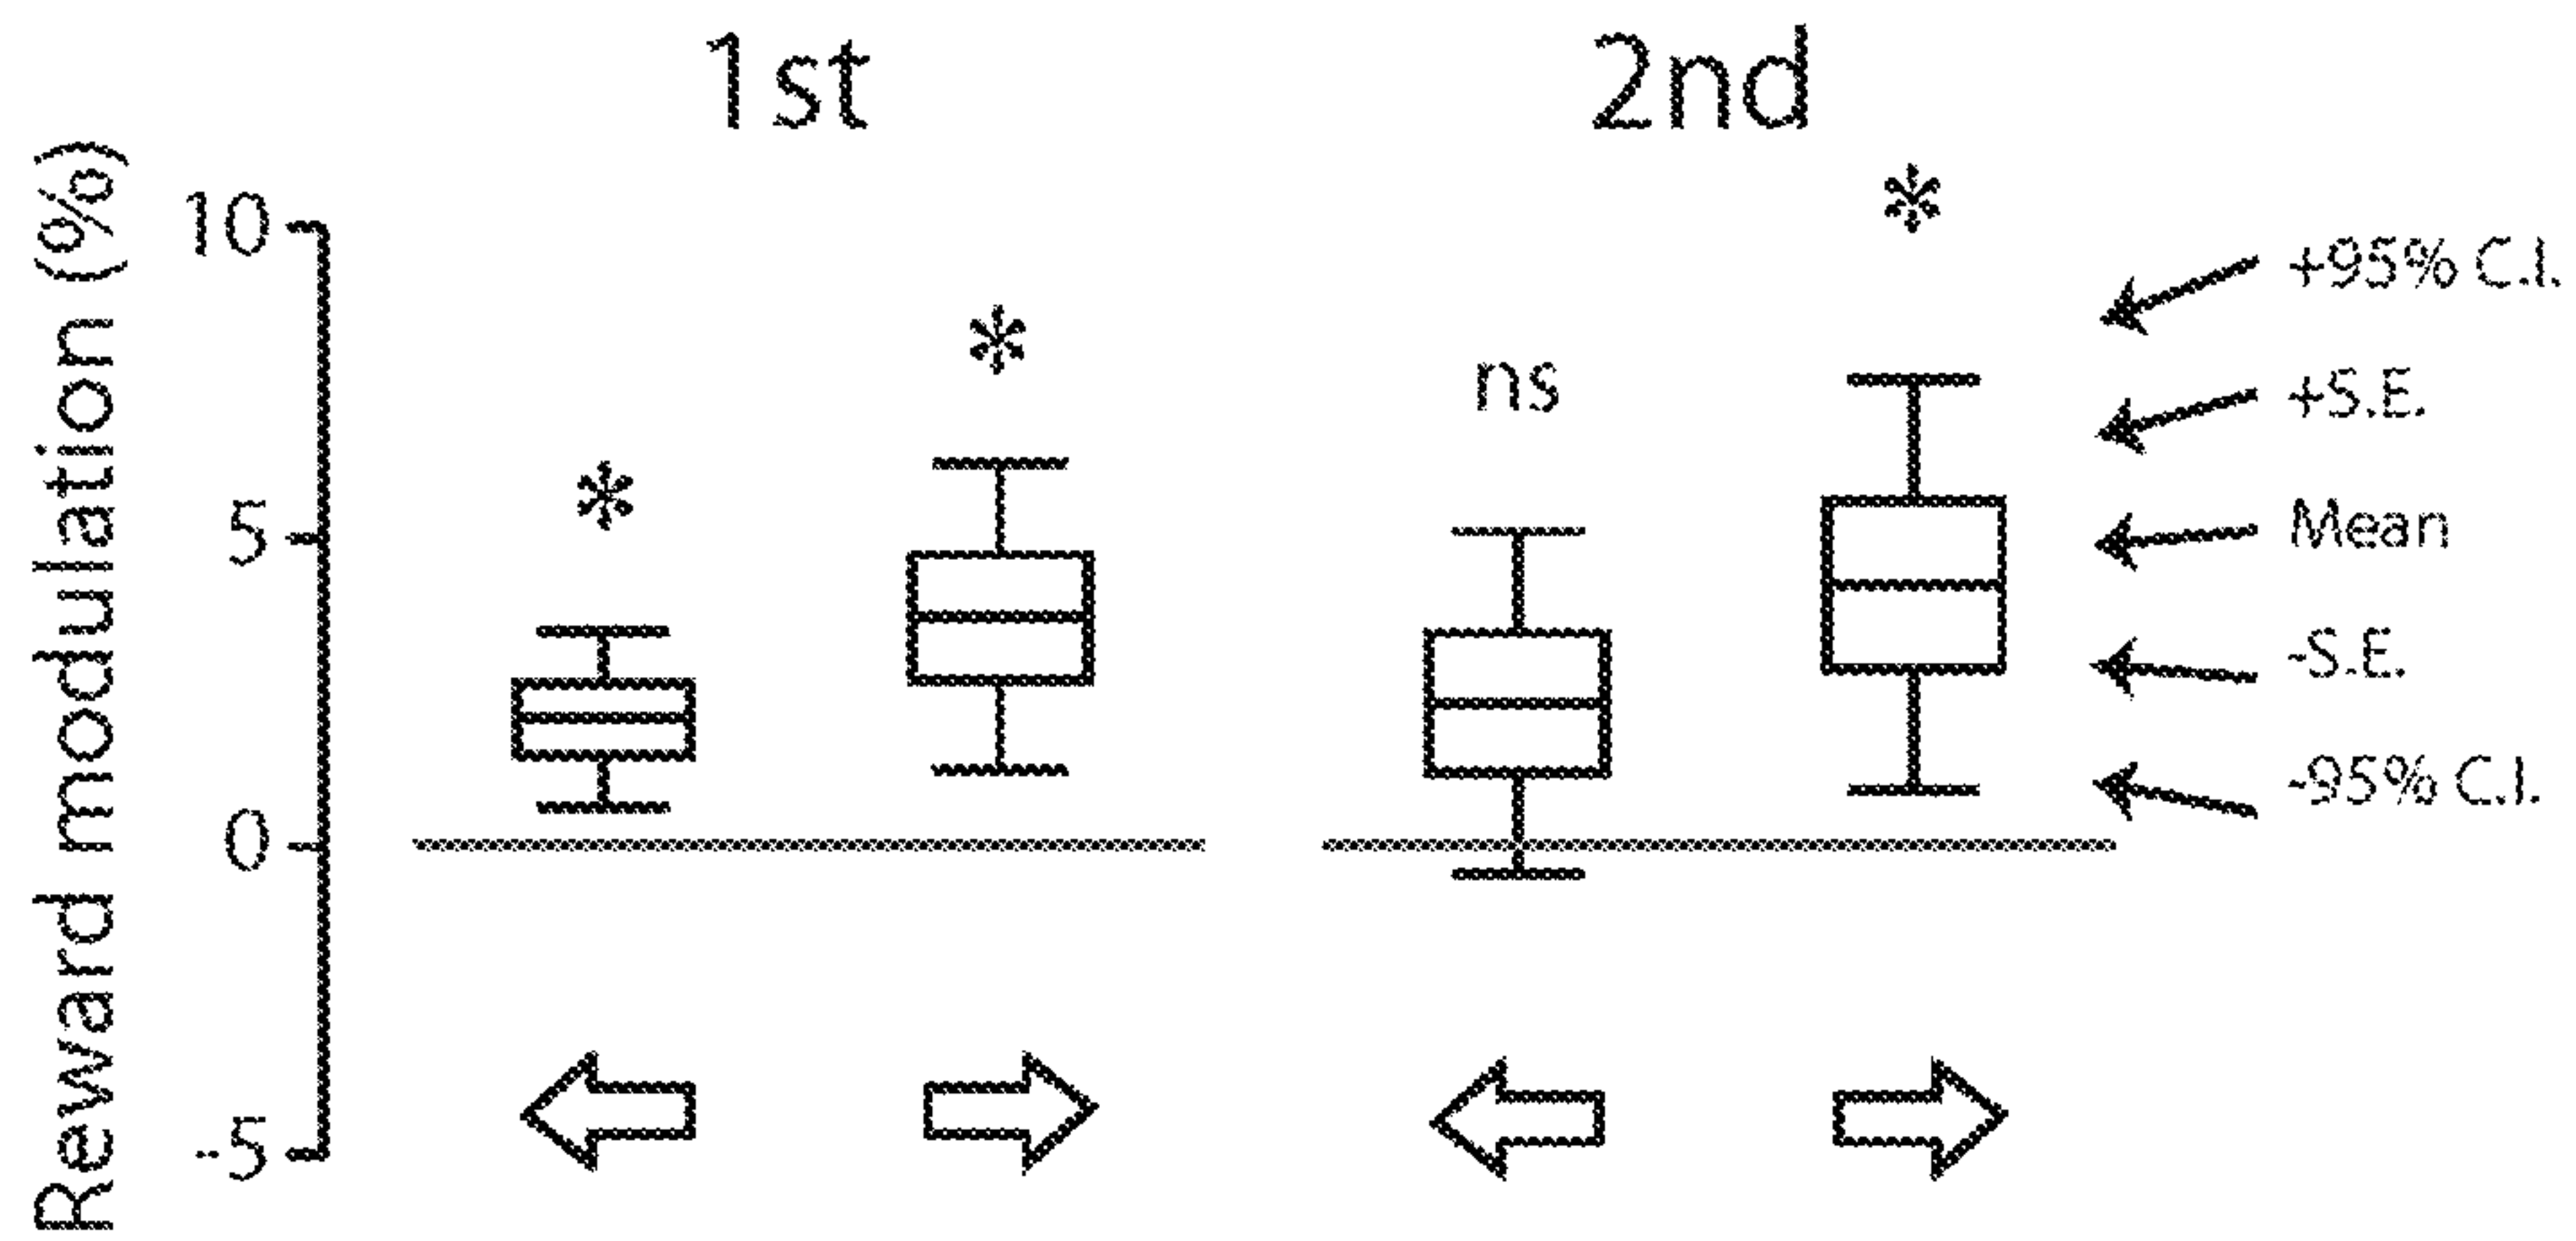 1st
2nd
Reward modulation (%)
10
5
0
-5
*
*
ns
*
+95% C.I.
+S.E.
Mean
-S.E.
-95% C.I.